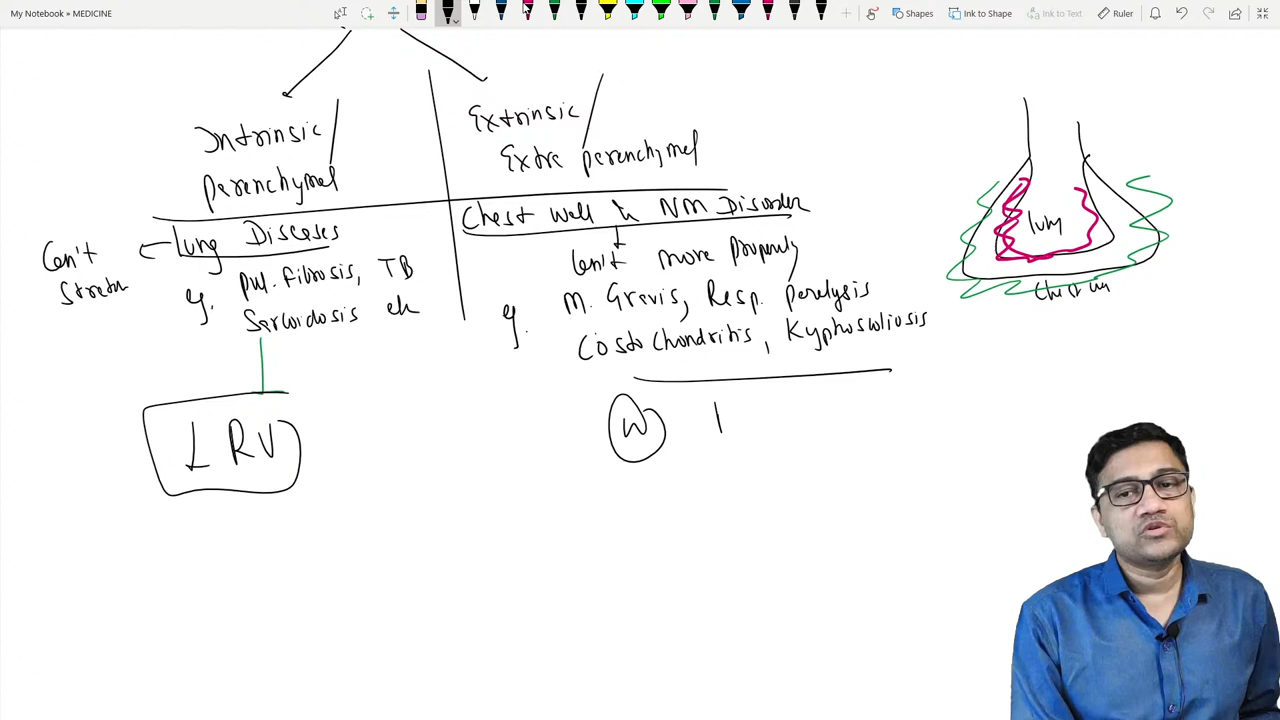 My Notebook » MEDICINE
Shapes
Ink to Shape
Ink to Text
Ruler
Intrinsic / Parenchymal
Extrinsic / Extra parenchymal
Lung Diseases
Can't Stretch
eg. Pul. fibrosis, TB
Sarcoidosis etc
LRV
Chest Wall & NM Disorder
Can't move properly
eg. M. Gravis, Resp. paralysis
Costochondritis, Kyphoscoliosis
W
lung
Chest